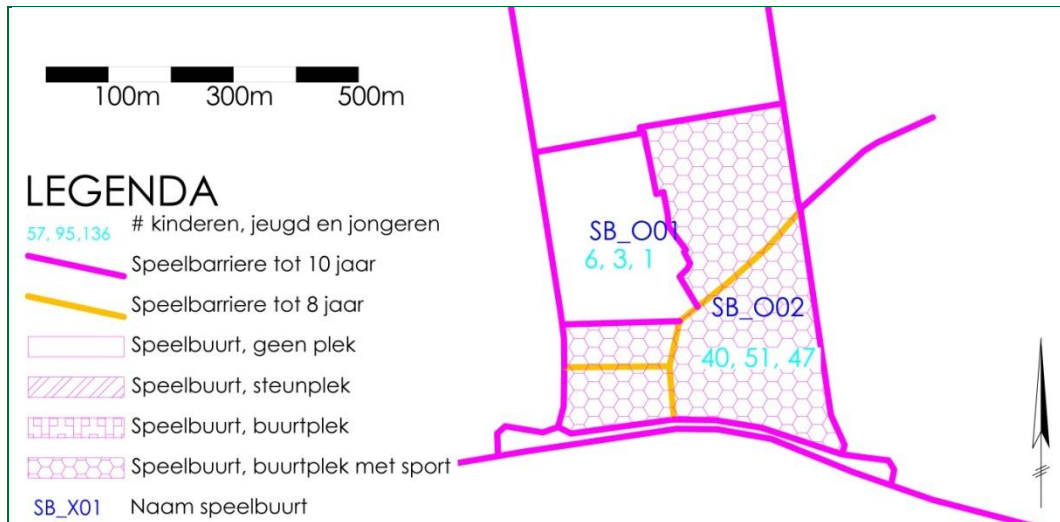 100m 300m 500m
LEGENDA
57, 95,136 # kinderen, jeugd en jongeren
Speelbarriere tot 10 jaar
Speelbarriere tot 8 jaar
Speelbuurt, geen plek
Speelbuurt, steunplek
Speelbuurt, buurtplek
Speelbuurt, buurtplek met sport
SB_X01 Naam speelbuurt
SB_O01
6, 3, 1
SB_O02
40, 51, 47